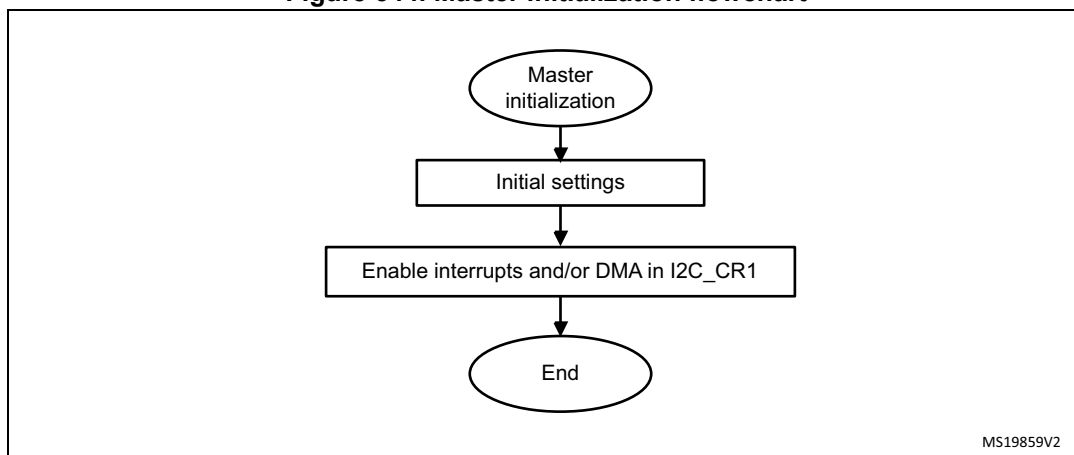 Master
initialization
Initial settings
Enable interrupts and/or DMA in I2C_CR1
End
MS19859V2